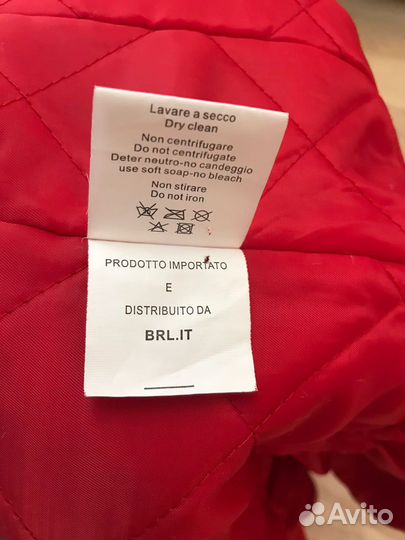 Lavare a secco
Dry clean
Non centrifugare
Do not centrifugate
Deter neutro-no candeggio
use soft soap-no bleach
Non stirare
Do not iron
PRODOTTO IMPORTATO
E
DISTRIBUITO DA
BRL.IT
Avito